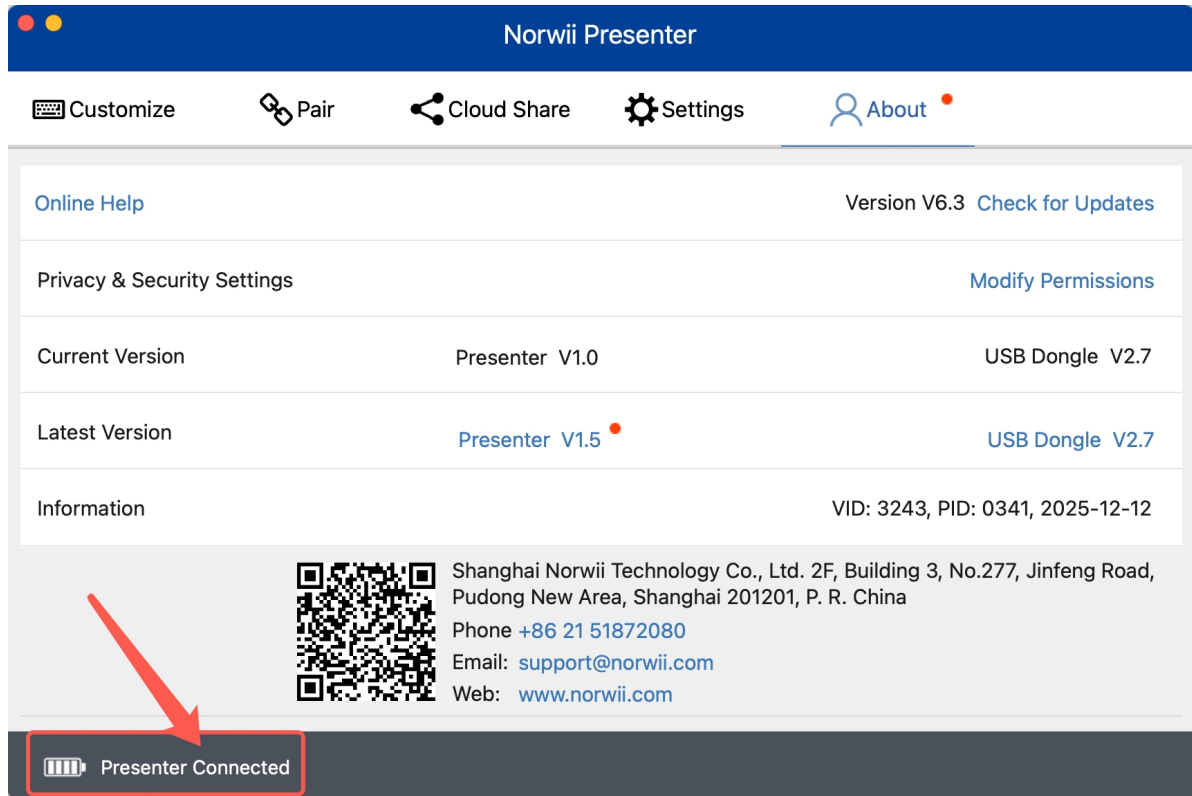 Norwii Presenter
Customize Pair Cloud Share Settings About
Online Help Version V6.3 Check for Updates
Privacy & Security Settings Modify Permissions
Current Version Presenter V1.0 USB Dongle V2.7
Latest Version Presenter V1.5 USB Dongle V2.7
Information VID: 3243, PID: 0341, 2025-12-12
Shanghai Norwii Technology Co., Ltd. 2F, Building 3, No.277, Jinfeng Road,
Pudong New Area, Shanghai 201201, P. R. China
Phone +86 21 51872080
Email: support@norwii.com
Web: www.norwii.com
Presenter Connected